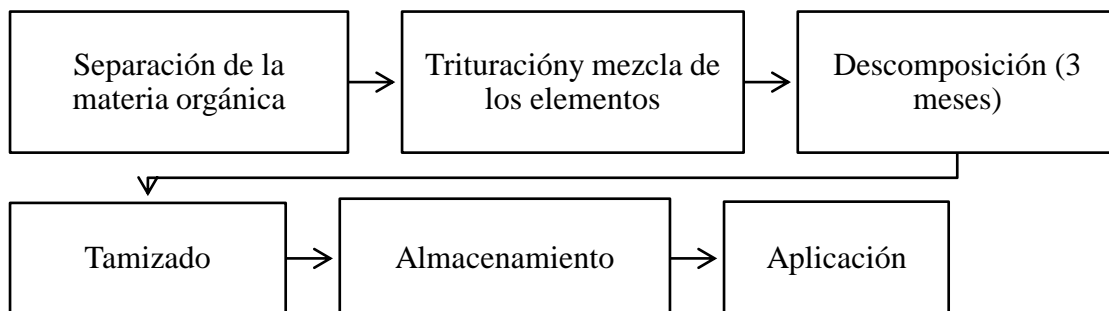 Separación de la
materia orgánica
Trituracióny mezcla de
los elementos
Descomposición (3
meses)
Tamizado
Almacenamiento
Aplicación